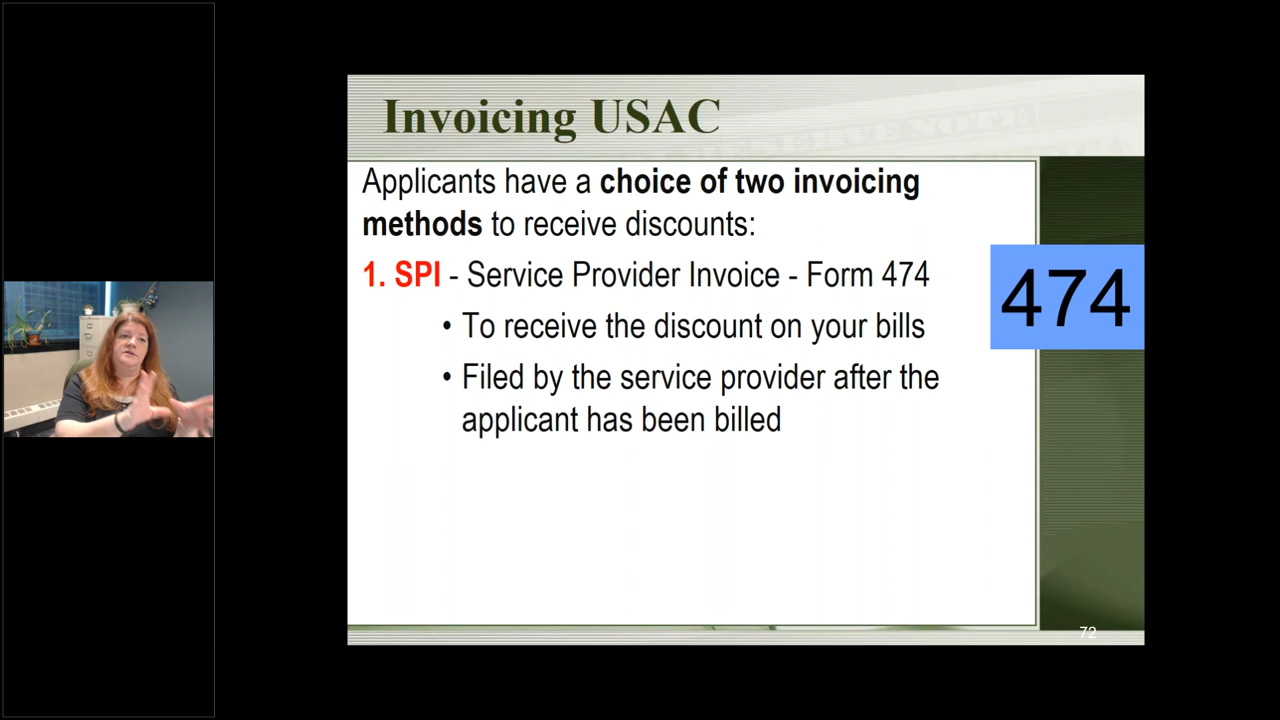 Invoicing USAC
Applicants have a choice of two invoicing
methods to receive discounts:
1. SPI - Service Provider Invoice - Form 474
• To receive the discount on your bills
• Filed by the service provider after the
applicant has been billed
474
72